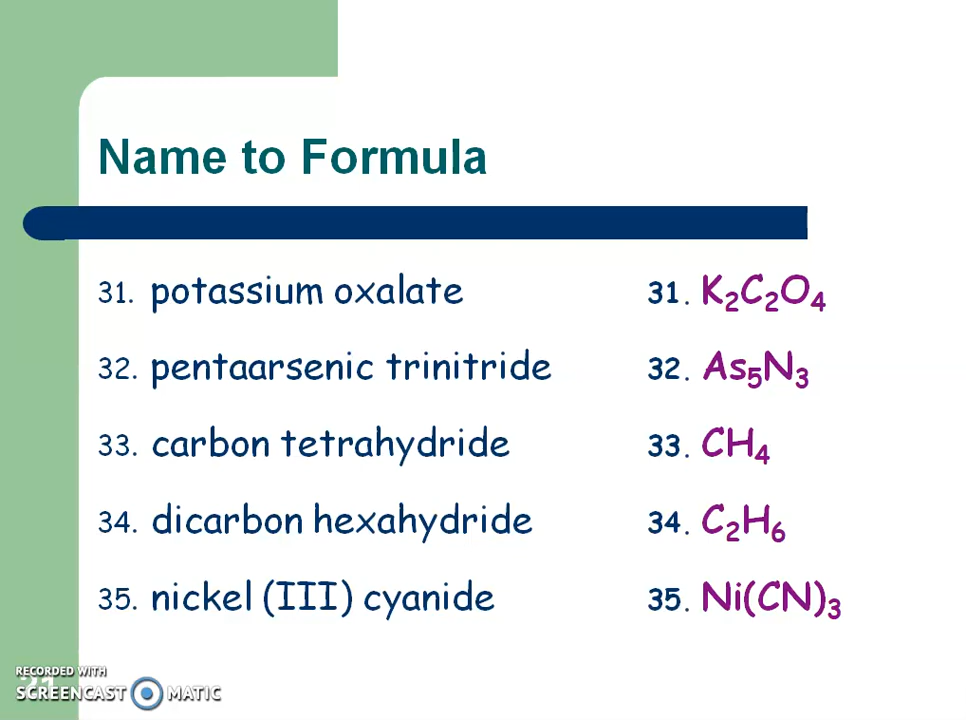 Name to Formula
31. potassium oxalate 31. K₂C₂O₄
32. pentaarsenic trinitride 32. As₅N₃
33. carbon tetrahydride 33. CH₄
34. dicarbon hexahydride 34. C₂H₆
35. nickel (III) cyanide 35. Ni(CN)₃
RECORDED WITH
SCREENCAST MATIC